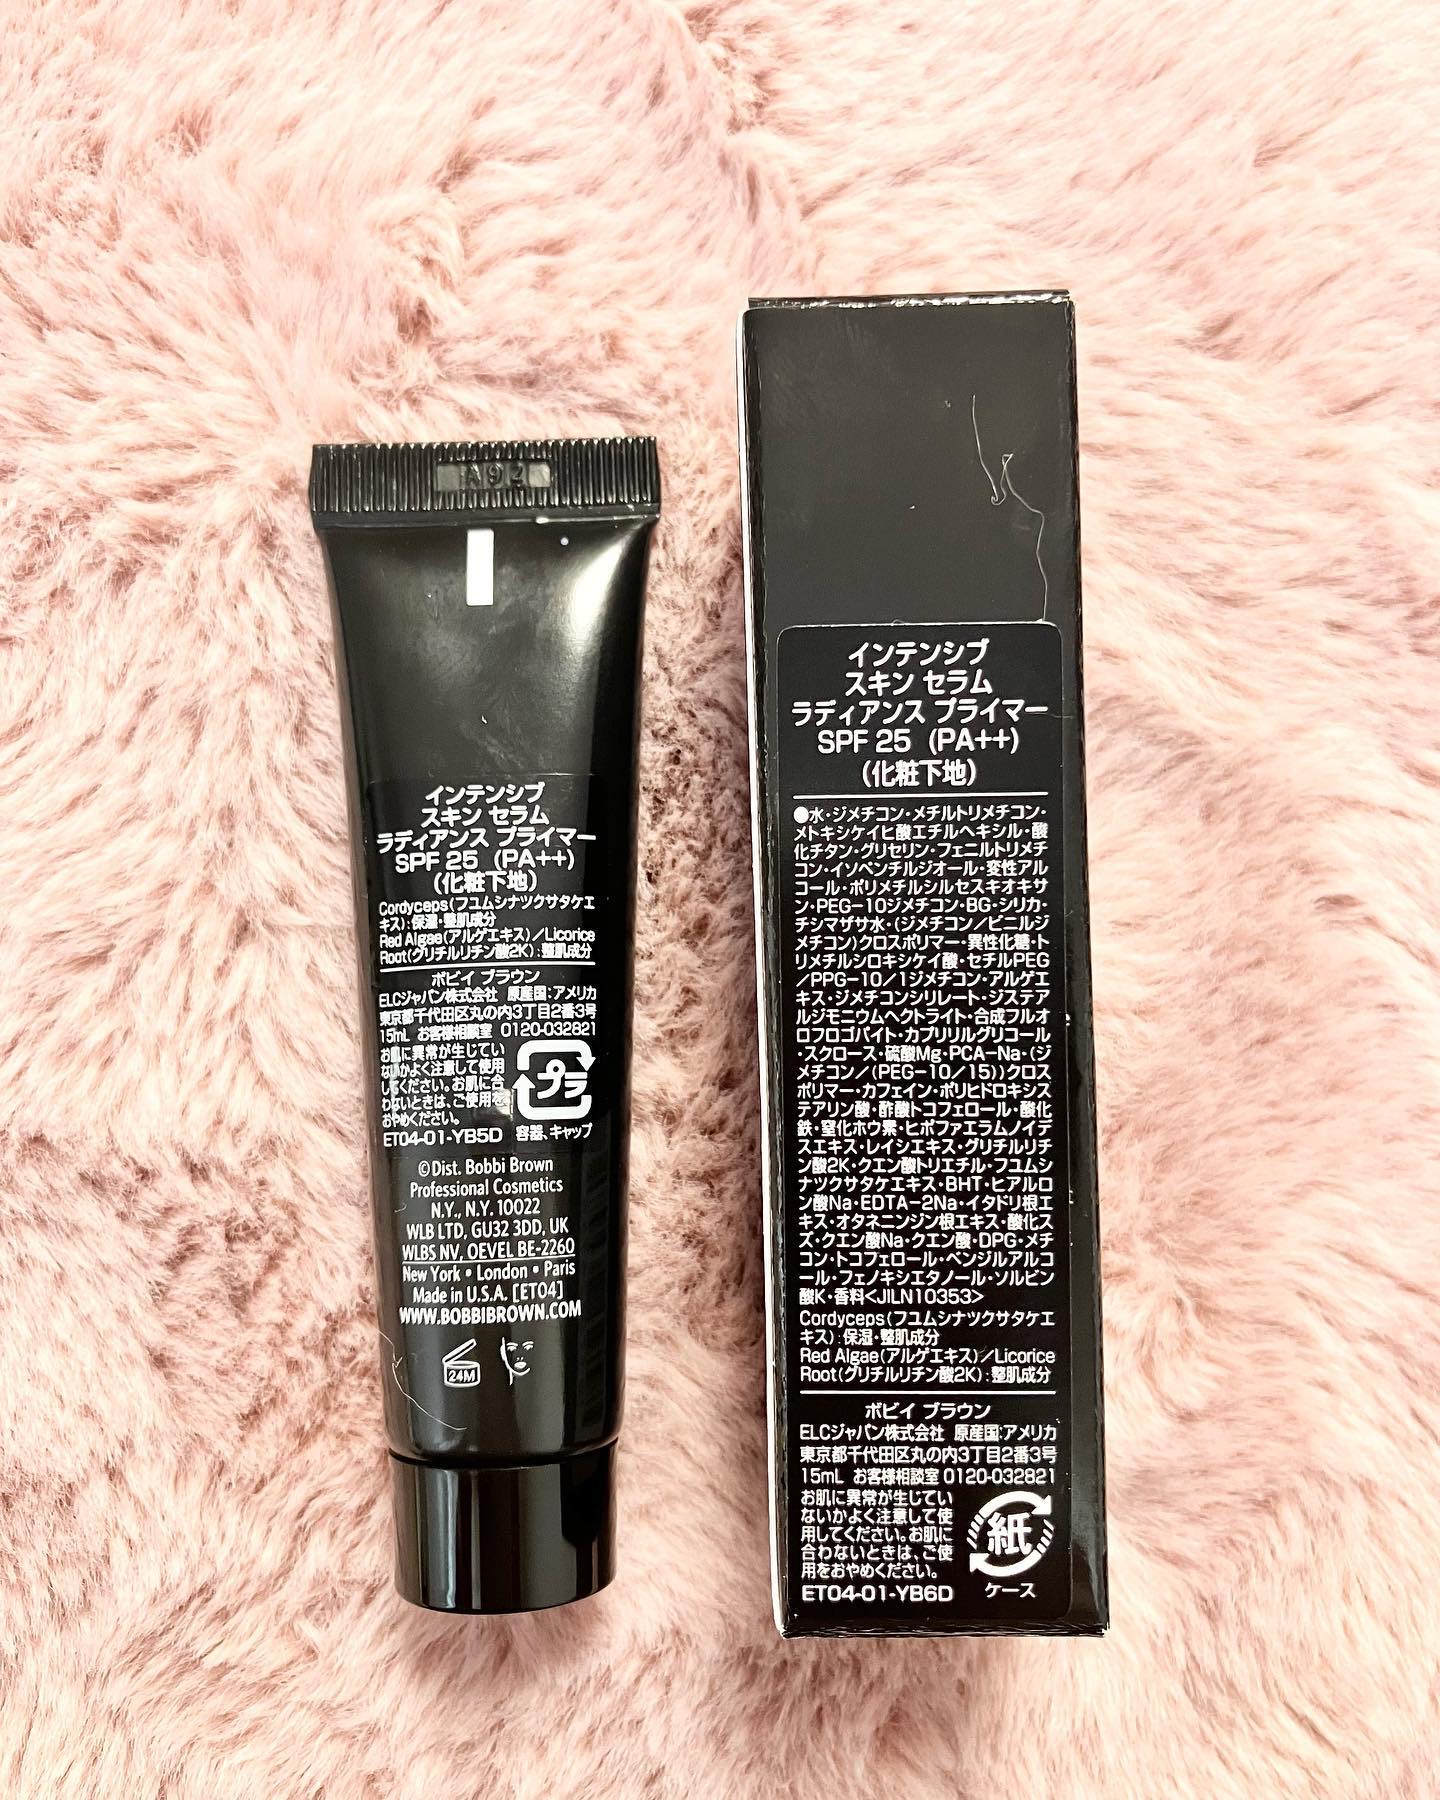 A92
インテンシブ
スキン セラム
ラディアンス プライマー
SPF 25 (PA++)
(化粧下地)
Cordyceps(フユムシナツクサタケエ
キス):保湿・整肌成分
Red Algae(アルゲエキス)/Licorice
Root(グリチルリチン酸2K):整肌成分
ボビイ ブラウン
ELCジャパン株式会社 原産国:アメリカ
東京都千代田区丸の内3丁目2番3号
15mL お客様相談室 0120-032821
お肌に異常が生じてい
ないかよく注意して使用
してください。お肌に合
わないときは、ご使用を
おやめください。
プラ
ET04-01-YB5D 容器、キャップ
©Dist. Bobbi Brown
Professional Cosmetics
N.Y., N.Y. 10022
WLB LTD, GU32 3DD, UK
WLBS NV, OEVEL BE-2260
New York • London • Paris
Made in U.S.A. [ET04]
WWW.BOBBIBROWN.COM
24M
インテンシブ
スキン セラム
ラディアンス プライマー
SPF 25 (PA++)
(化粧下地)
●水・ジメチコン・メチルトリメチコン・
メトキシケイヒ酸エチルヘキシル・酸
化チタン・グリセリン・フェニルトリメチ
コン・イソペンチルジオール・変性アル
コール・ポリメチルシルセスキオキサ
ン・PEG-10ジメチコン・BG・シリカ・
チシマザサ水・(ジメチコン/ビニルジ
メチコン)クロスポリマー・異性化糖・ト
リメチルシロキシケイ酸・セチルPEG
/PPG-10/1ジメチコン・アルゲエ
キス・ジメチコンシリレート・ジステア
ルジモニウムヘクトライト・合成フルオ
ロフロゴパイト・カプリリルグリコール
・スクロース・硫酸Mg・PCA-Na・(ジ
メチコン/(PEG-10/15))クロス
ポリマー・カフェイン・ポリヒドロキシス
テアリン酸・酢酸トコフェロール・酸化
鉄・窒化ホウ素・ヒポファエラムノイデ
スエキス・レイシエキス・グリチルリチ
ン酸2K・クエン酸トリエチル・フユムシ
ナツクサタケエキス・BHT・ヒアルロ
ン酸Na・EDTA-2Na・イタドリ根エ
キス・オタネニンジン根エキス・酸化ス
ズ・クエン酸Na・クエン酸・DPG・メチ
コン・トコフェロール・ベンジルアルコ
ール・フェノキシエタノール・ソルビン
酸K・香料<JILN10353>
Cordyceps(フユムシナツクサタケエ
キス):保湿・整肌成分
Red Algae(アルゲエキス)/Licorice
Root(グリチルリチン酸2K):整肌成分
ボビイ ブラウン
ELCジャパン株式会社 原産国:アメリカ
東京都千代田区丸の内3丁目2番3号
15mL お客様相談室 0120-032821
お肌に異常が生じてい
ないかよく注意して使
用してください。お肌に
合わないときは、ご使
用をおやめください。
紙
ET04-01-YB6D ケース